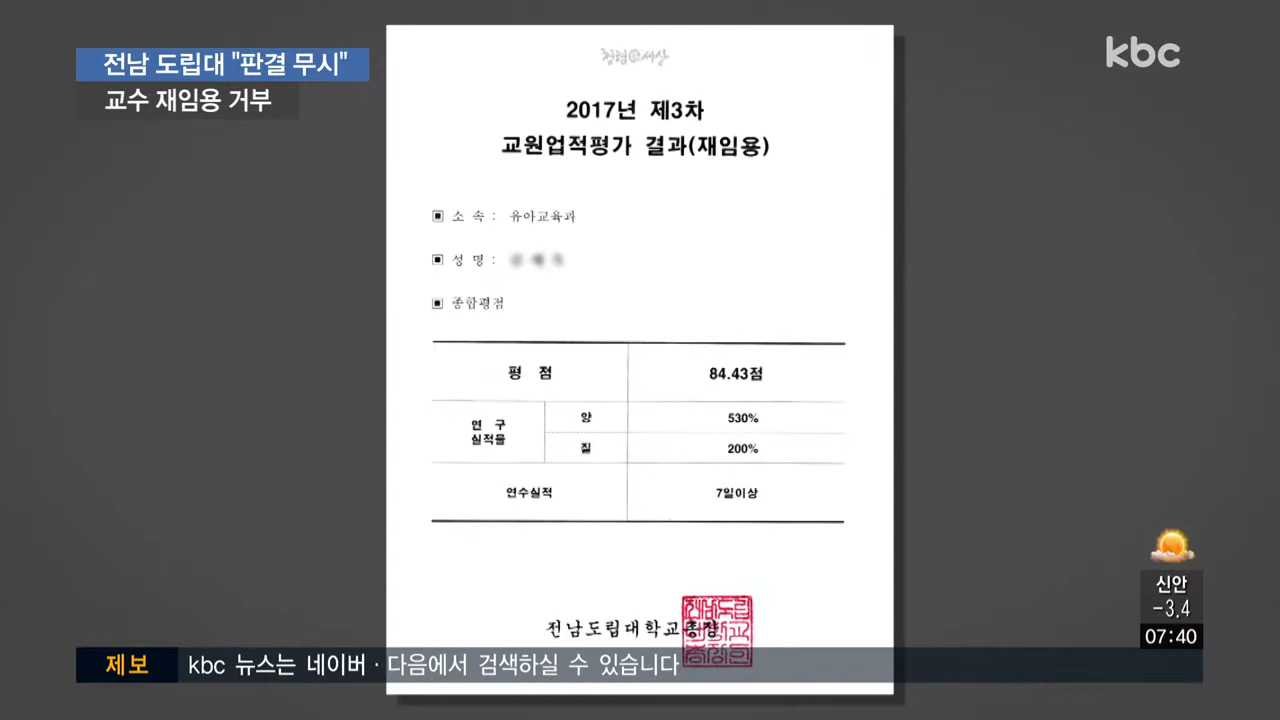 전남 도립대 "판결 무시"
교수 재임용 거부
kbc
청렴 세상
2017년 제3차
교원업적평가 결과(재임용)
▣ 소 속 : 유아교육과
▣ 성 명 :
▣ 종합평점
평 점 84.43점
연 구
실적물
양 530%
질 200%
연수실적 7일이상
전남도립대학교총장
신안
-3.4
07:40
제보 kbc 뉴스는 네이버·다음에서 검색하실 수 있습니다